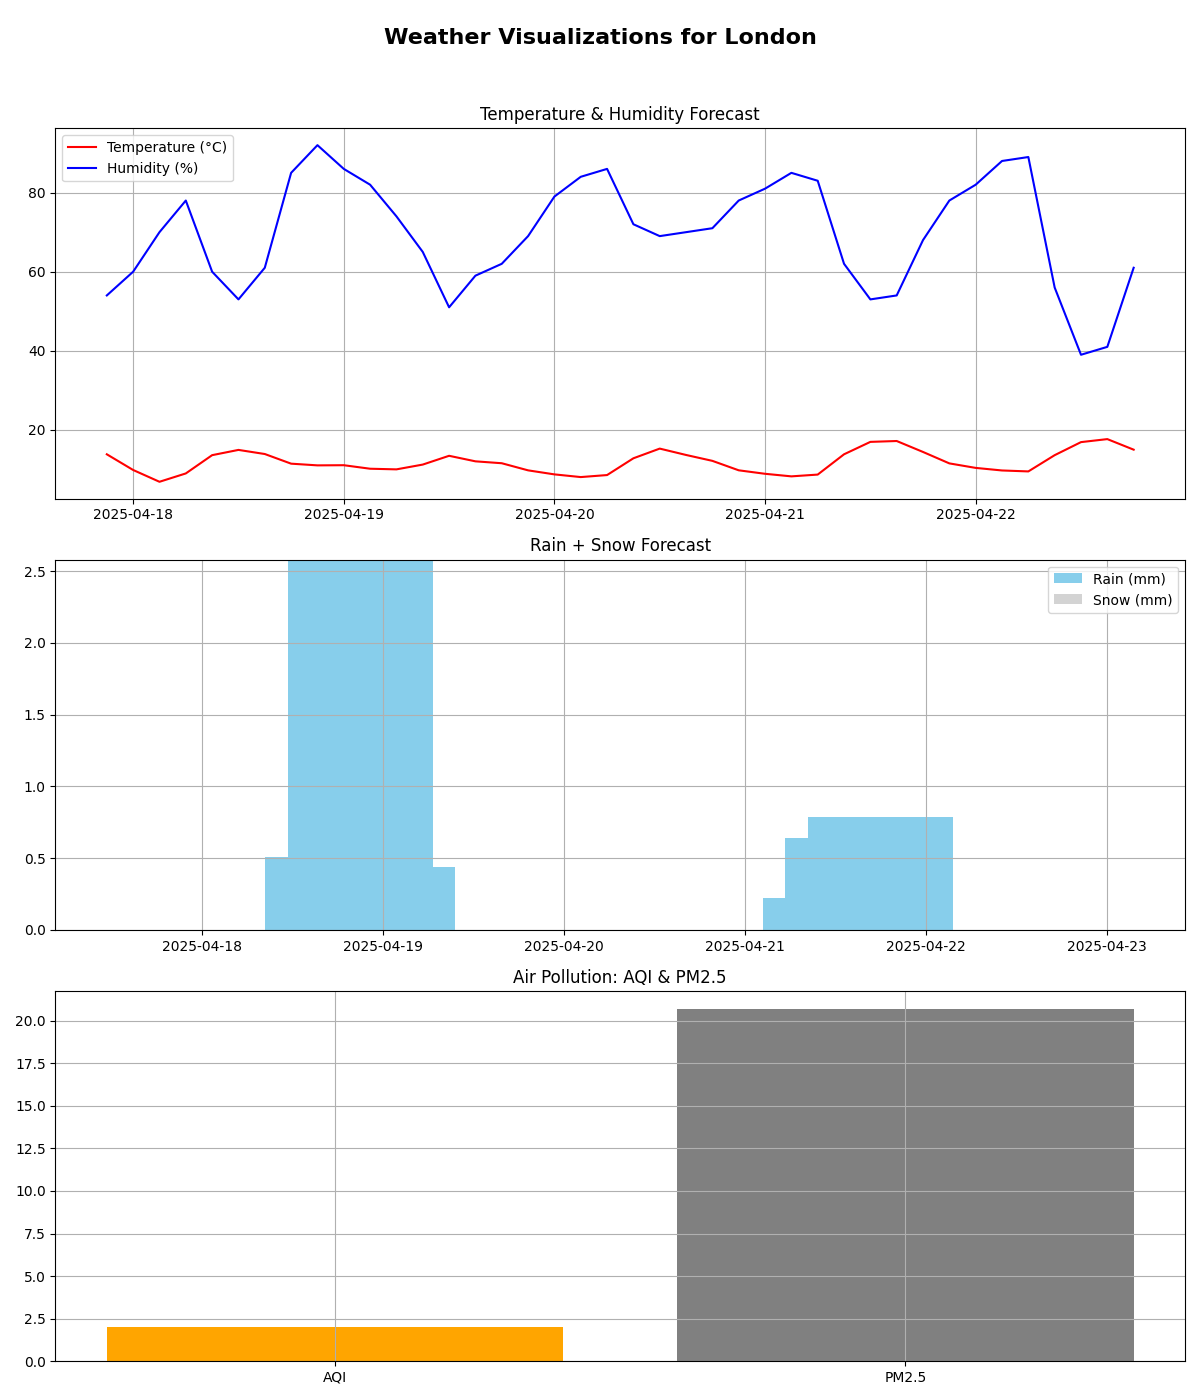 Weather Visualizations for London
Temperature & Humidity Forecast
Temperature (°C)
Humidity (%)
80
60
40
20
2025-04-18 2025-04-19 2025-04-20 2025-04-21 2025-04-22
Rain + Snow Forecast
Rain (mm)
Snow (mm)
2.5
2.0
1.5
1.0
0.5
0.0
2025-04-18 2025-04-19 2025-04-20 2025-04-21 2025-04-22 2025-04-23
Air Pollution: AQI & PM2.5
20.0
17.5
15.0
12.5
10.0
7.5
5.0
2.5
0.0
AQI PM2.5